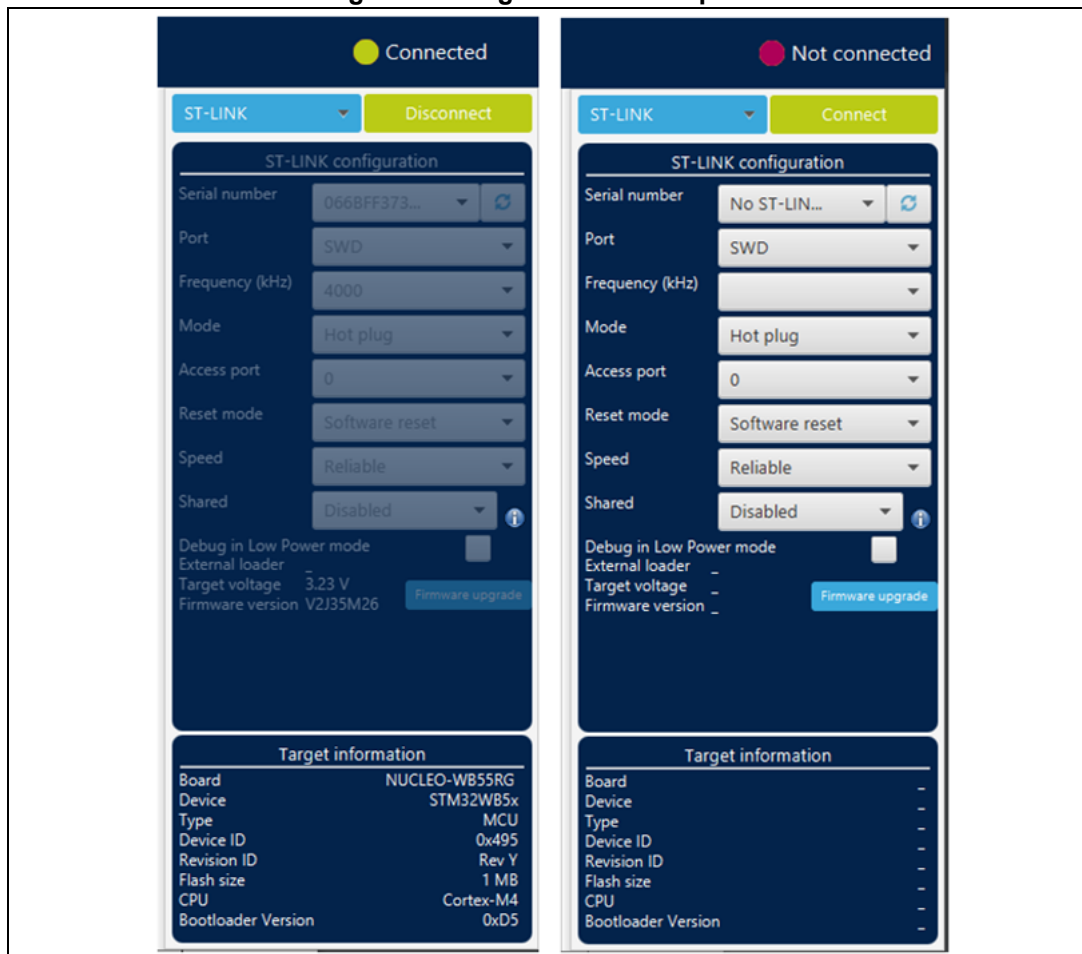 Connected
ST-LINK Disconnect
ST-LINK configuration
Serial number 066BFF373...
Port SWD
Frequency (kHz) 4000
Mode Hot plug
Access port 0
Reset mode Software reset
Speed Reliable
Shared Disabled
Debug in Low Power mode
External loader _
Target voltage 3.23 V
Firmware version V2J35M26 Firmware upgrade
Target information
Board NUCLEO-WB55RG
Device STM32WB5x
Type MCU
Device ID 0x495
Revision ID Rev Y
Flash size 1 MB
CPU Cortex-M4
Bootloader Version 0xD5
Not connected
ST-LINK Connect
ST-LINK configuration
Serial number No ST-LIN...
Port SWD
Frequency (kHz)
Mode Hot plug
Access port 0
Reset mode Software reset
Speed Reliable
Shared Disabled
Debug in Low Power mode
External loader _
Target voltage _
Firmware version _ Firmware upgrade
Target information
Board _
Device _
Type _
Device ID _
Revision ID _
Flash size _
CPU _
Bootloader Version _